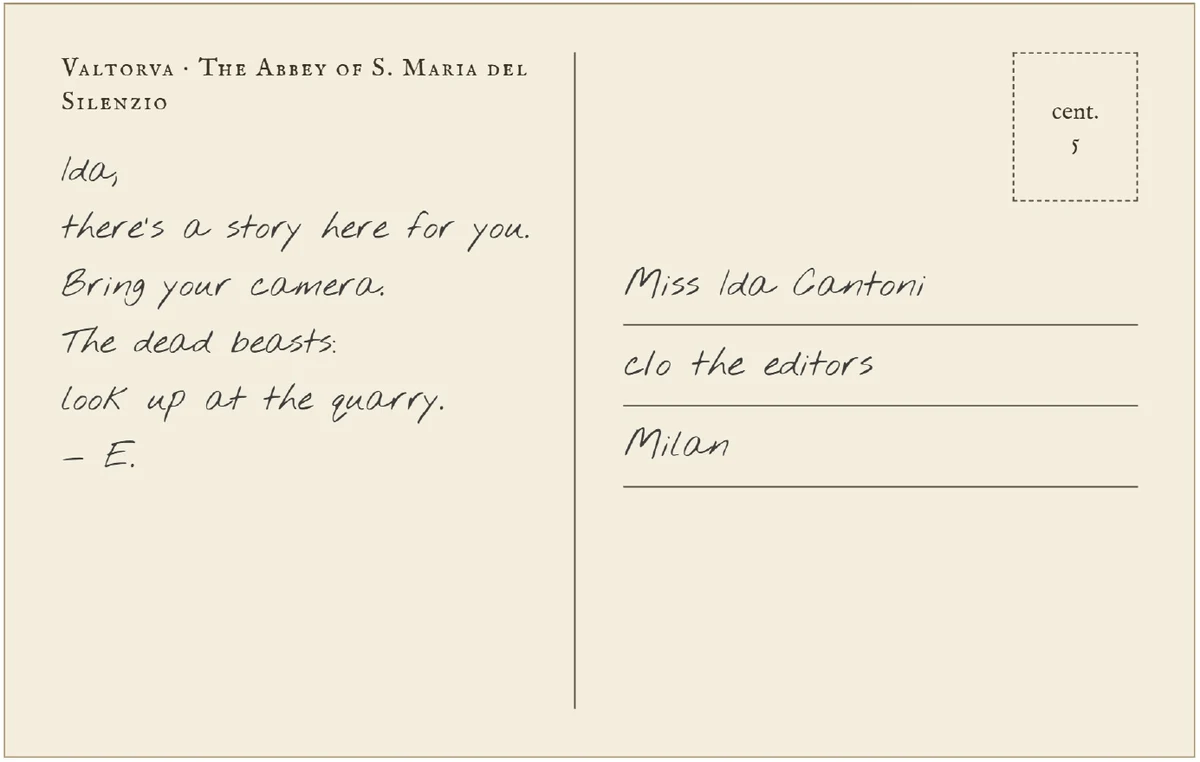 Valtorva · The Abbey of S. Maria del
Silenzio
Ida,
there's a story here for you.
Bring your camera.
The dead beasts:
look up at the quarry.
– E.
cent.
5
Miss Ida Cantoni
c/o the editors
Milan